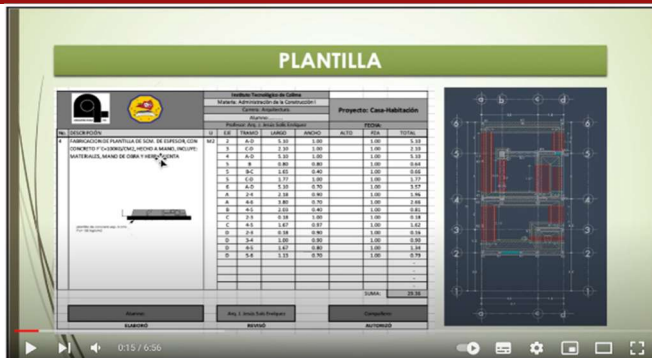 PLANTILLA
Instituto Tecnológico de Colima
Materia: Administración de la Construcción I
Carrera: Arquitectura
Alumno:
Profesor: Arq. J. Jesús Solís Enríquez
Proyecto: Casa-Habitación
FECHA:
No. DESCRIPCIÓN U EJE TRAMO LARGO ANCHO ALTO PZA TOTAL
4 FABRICACION DE PLANTILLA DE 5CM. DE ESPESOR, CON M2 2 A-D 5.10 1.00 1.00 5.10
CONCRETO F'C=100KG/CM2, HECHO A MANO, INCLUYE: 3 C-D 2.10 1.00 1.00 2.10
MATERIALES, MANO DE OBRA Y HERRAMIENTA 4 A-D 5.10 1.00 1.00 5.10
5 B 0.80 0.80 1.00 0.64
5 B-C 1.65 0.40 1.00 0.66
5 C-D 1.77 1.00 1.00 1.77
6 A-D 5.10 0.70 1.00 3.57
A 2-4 2.18 0.90 1.00 1.96
A 4-6 3.80 0.70 1.00 2.66
B 4-5 2.03 0.40 1.00 0.81
C 2-3 0.18 1.00 1.00 0.18
C 4-5 1.67 0.97 1.00 1.62
D 2-3 0.18 0.90 1.00 0.16
D 3-4 1.00 0.90 1.00 0.90
D 4-5 1.67 0.80 1.00 1.34
D 5-6 1.13 0.70 1.00 0.79
SUMA:
Alumno: Arq. J. Jesús Solís Enríquez Compañero:
ELABORÓ REVISÓ AUTORIZÓ
0:15 / 6:56